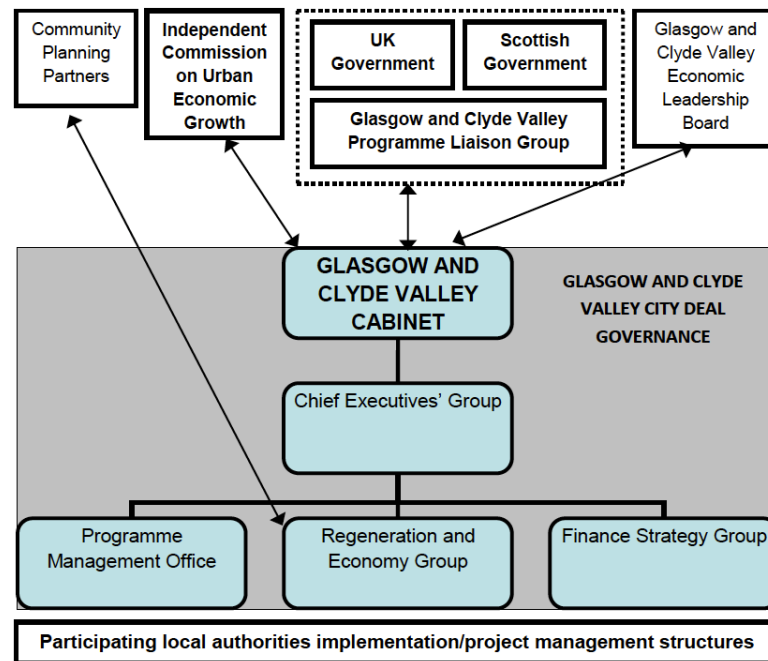 Community
Planning
Partners
Independent
Commission
on Urban
Economic
Growth
UK
Government
Scottish
Government
Glasgow and Clyde Valley
Programme Liaison Group
Glasgow and
Clyde Valley
Economic
Leadership
Board
GLASGOW AND
CLYDE VALLEY
CABINET
GLASGOW AND CLYDE
VALLEY CITY DEAL
GOVERNANCE
Chief Executives’ Group
Programme
Management Office
Regeneration and
Economy Group
Finance Strategy Group
Participating local authorities implementation/project management structures